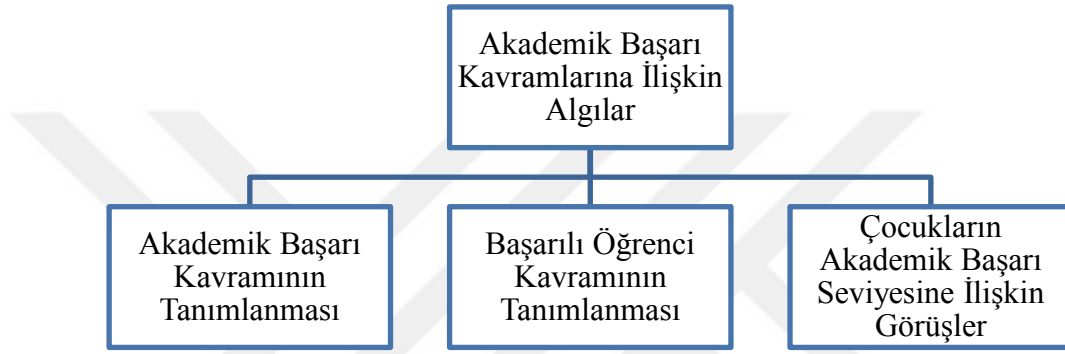 Akademik Başarı
Kavramlarına İlişkin
Algılar
Akademik Başarı
Kavramının
Tanımlanması
Başarılı Öğrenci
Kavramının
Tanımlanması
Çocukların
Akademik Başarı
Seviyesine İlişkin
Görüşler